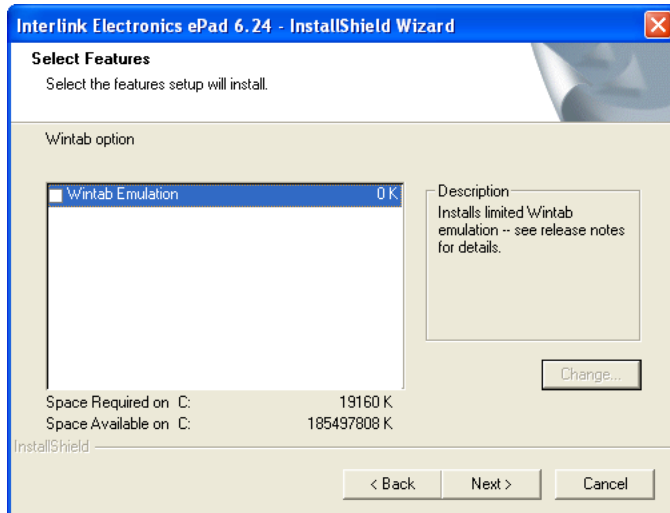 Interlink Electronics ePad 6.24 - InstallShield Wizard
Select Features
Select the features setup will install.
Wintab option
Wintab Emulation 0 K
Description
Installs limited Wintab
emulation -- see release notes
for details.
Change...
Space Required on C: 19160 K
Space Available on C: 185497808 K
InstallShield
< Back Next > Cancel